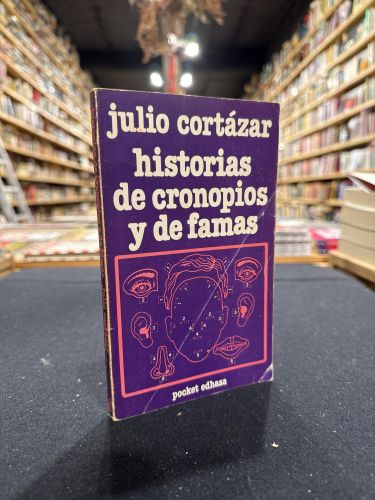 julio cortázar
historias
de cronopios
y de famas
pocket edhasa